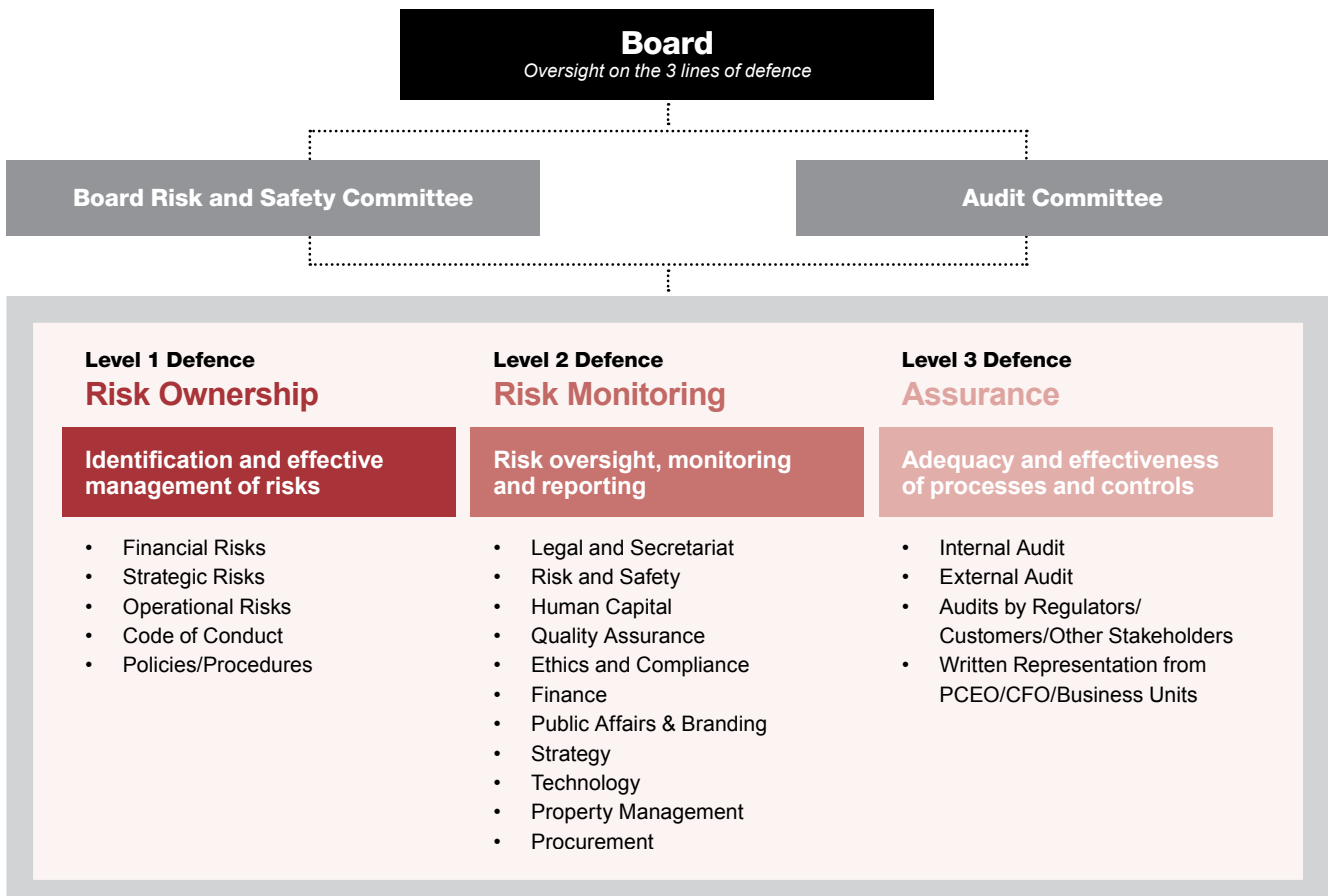 Board
Oversight on the 3 lines of defence
Board Risk and Safety Committee
Audit Committee
Level 1 Defence
Risk Ownership
Identification and effective
management of risks
• Financial Risks
• Strategic Risks
• Operational Risks
• Code of Conduct
• Policies/Procedures
Level 2 Defence
Risk Monitoring
Risk oversight, monitoring
and reporting
• Legal and Secretariat
• Risk and Safety
• Human Capital
• Quality Assurance
• Ethics and Compliance
• Finance
• Public Affairs & Branding
• Strategy
• Technology
• Property Management
• Procurement
Level 3 Defence
Assurance
Adequacy and effectiveness
of processes and controls
• Internal Audit
• External Audit
• Audits by Regulators/
Customers/Other Stakeholders
• Written Representation from
PCEO/CFO/Business Units